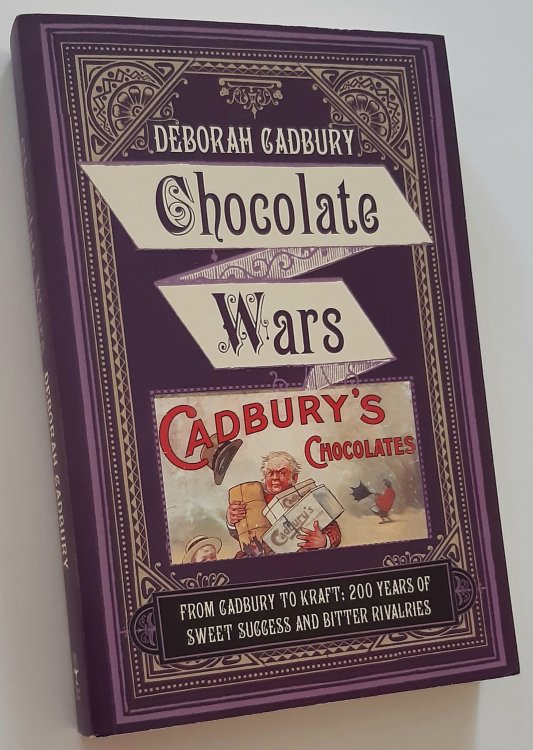 DEBORAH CADBURY
Chocolate
Wars
CADBURY'S
CHOCOLATES
Cadbury's
FROM CADBURY TO KRAFT: 200 YEARS OF
SWEET SUCCESS AND BITTER RIVALRIES
DEBORAH CADBURY